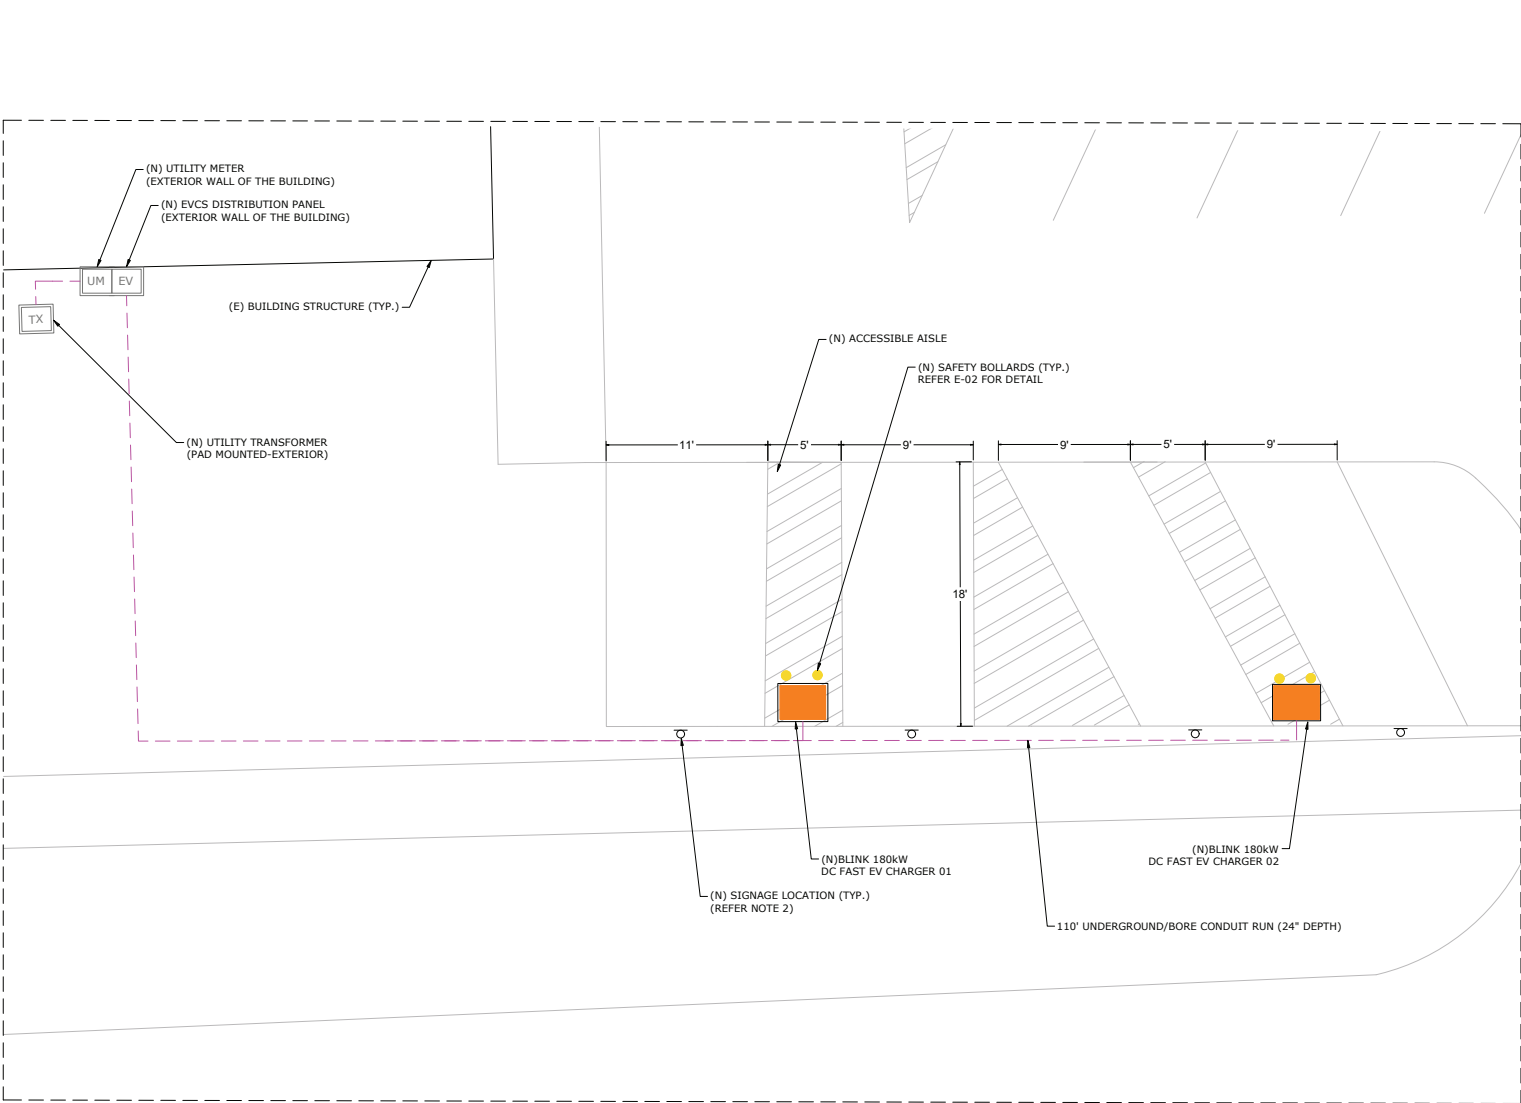 (N) UTILITY METER
(EXTERIOR WALL OF THE BUILDING)
(N) EVCS DISTRIBUTION PANEL
(EXTERIOR WALL OF THE BUILDING)
UM EV
TX
(E) BUILDING STRUCTURE (TYP.)
(N) ACCESSIBLE AISLE
(N) SAFETY BOLLARDS (TYP.)
REFER E-02 FOR DETAIL
(N) UTILITY TRANSFORMER
(PAD MOUNTED-EXTERIOR)
11' 5' 9' 9' 5' 9'
18'
(N)BLINK 180kW
DC FAST EV CHARGER 01
(N)BLINK 180kW
DC FAST EV CHARGER 02
(N) SIGNAGE LOCATION (TYP.)
(REFER NOTE 2)
110' UNDERGROUND/BORE CONDUIT RUN (24" DEPTH)